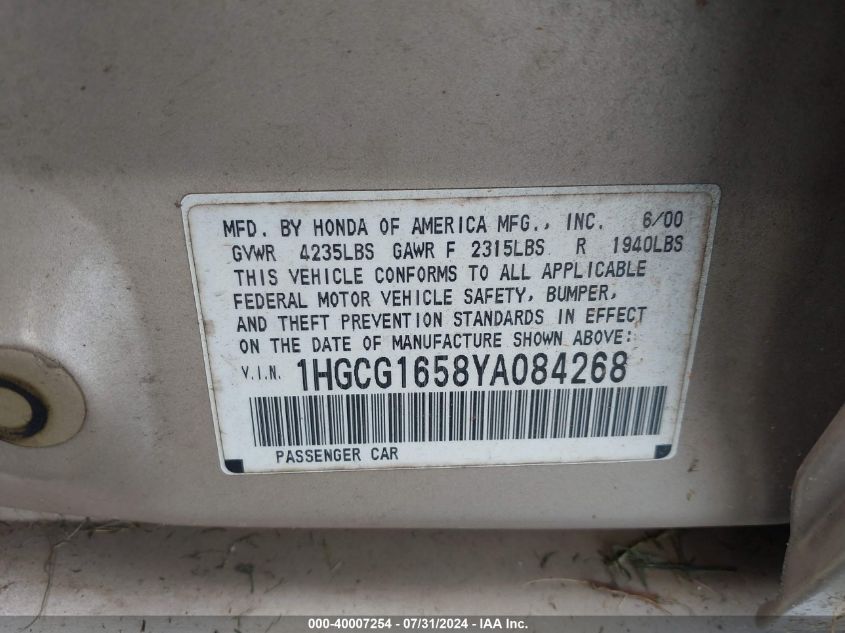 MFD. BY HONDA OF AMERICA MFG., INC. 6/00
GVWR 4235LBS GAWR F 2315LBS R 1940LBS
THIS VEHICLE CONFORMS TO ALL APPLICABLE
FEDERAL MOTOR VEHICLE SAFETY, BUMPER,
AND THEFT PREVENTION STANDARDS IN EFFECT
ON THE DATE OF MANUFACTURE SHOWN ABOVE:
V.I.N. 1HGCG1658YA084268
PASSENGER CAR
000-40007254 - 07/31/2024 - IAA Inc.